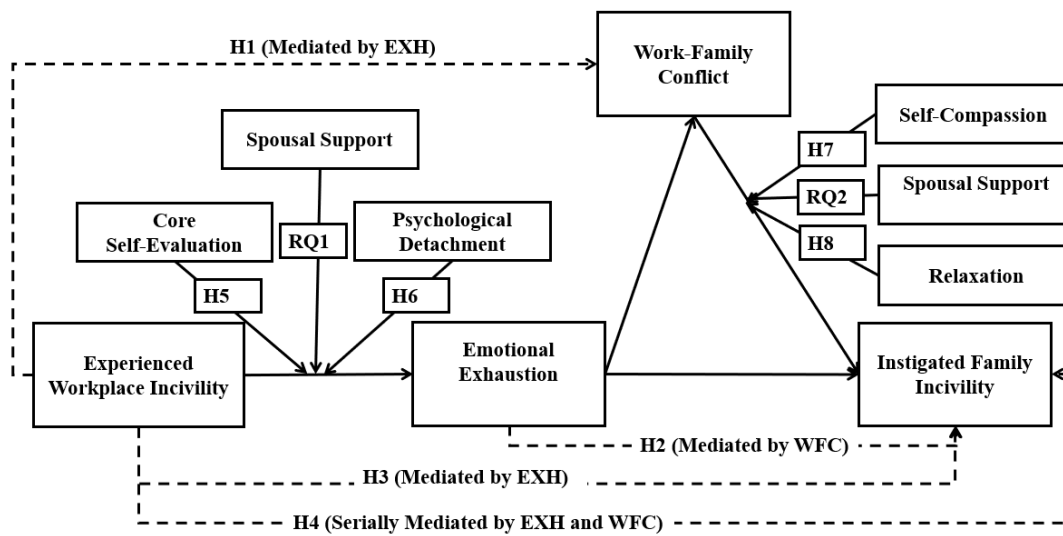 H1 (Mediated by EXH)
Work-Family
Conflict
Self-Compassion
H7
Spousal Support
RQ2
Spousal Support
H8
Relaxation
Core
Self-Evaluation
RQ1
Psychological
Detachment
H5
H6
Experienced
Workplace Incivility
Emotional
Exhaustion
Instigated Family
Incivility
H2 (Mediated by WFC)
H3 (Mediated by EXH)
H4 (Serially Mediated by EXH and WFC)